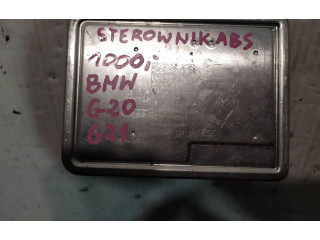 STEROWNIK ABS
1000,-
BMW
G20
G21